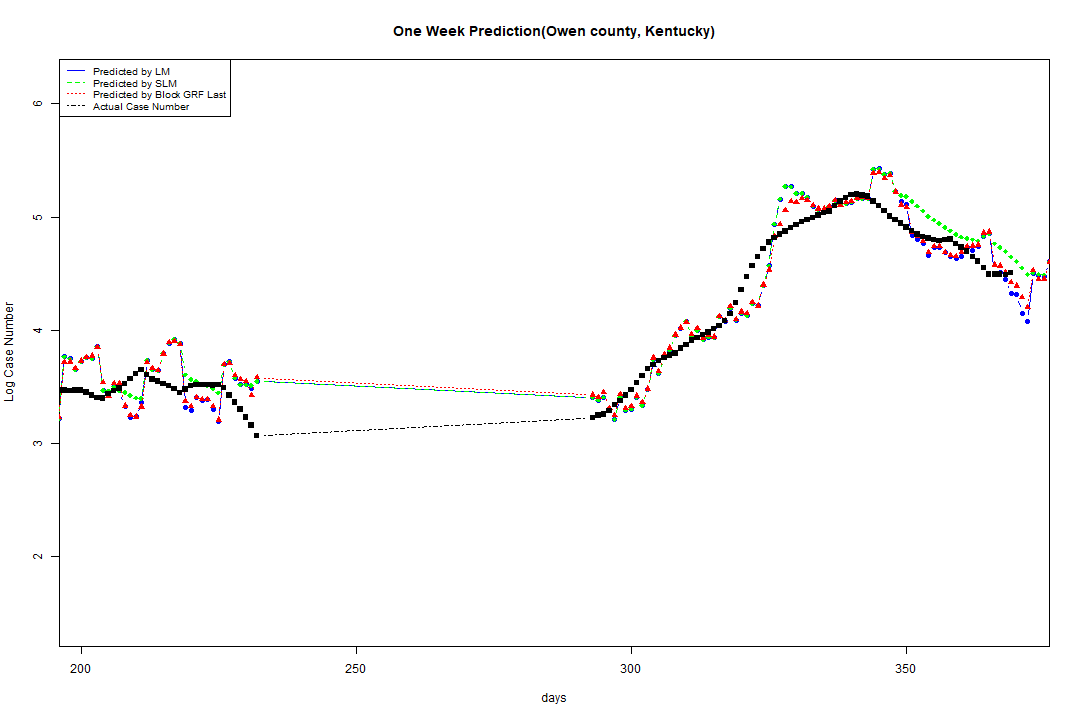 One Week Prediction(Owen county, Kentucky)
Predicted by LM
Predicted by SLM
Predicted by Block GRF Last
Actual Case Number
6
5
4
3
2
Log Case Number
200 250 300 350
days